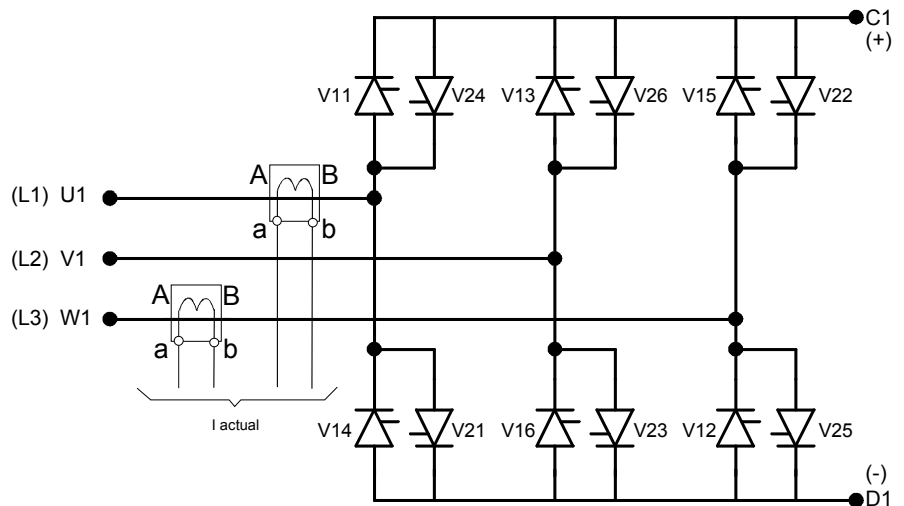 C1
(+)
V11
V24
V13
V26
V15
V22
A B
(L1) U1
a b
(L2) V1
A B
(L3) W1
a b
I actual
V14
V21
V16
V23
V12
V25
(-)
D1